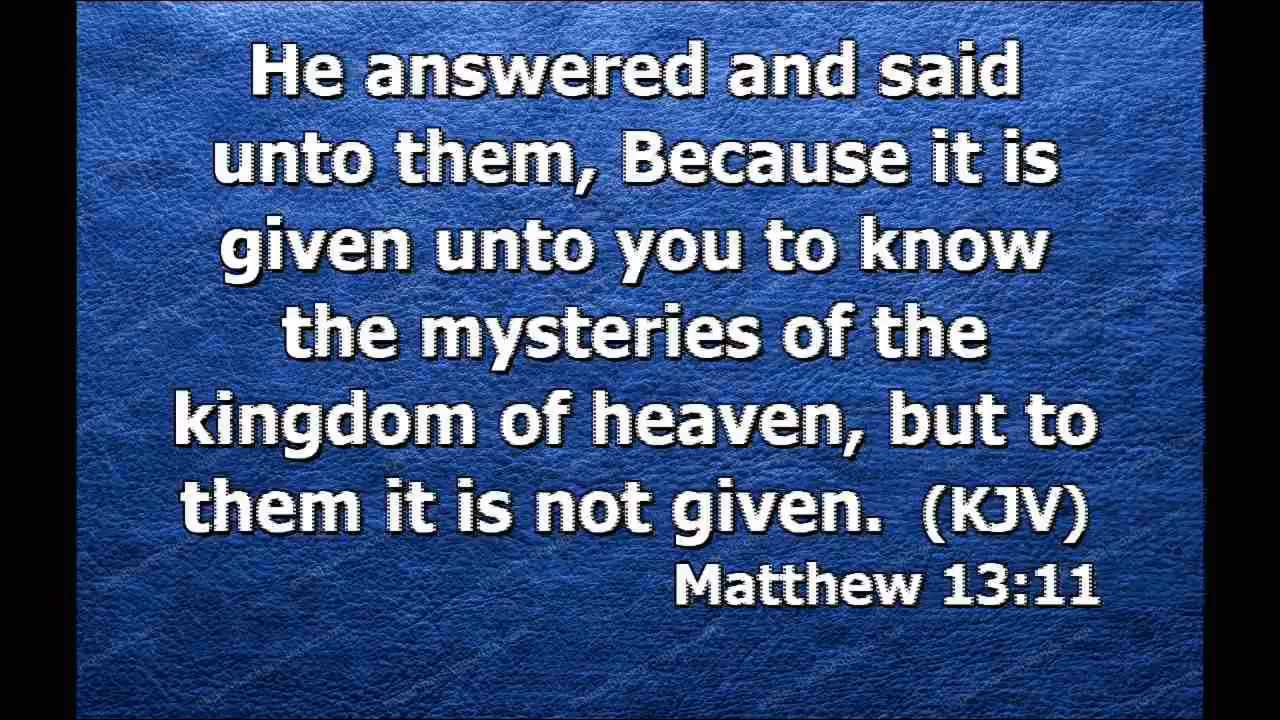 He answered and said
unto them, Because it is
given unto you to know
the mysteries of the
kingdom of heaven, but to
them it is not given. (KJV)
Matthew 13:11